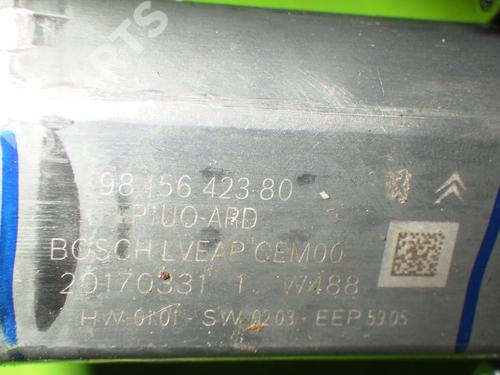 98 156 423 80
P1UO-ARD
BOSCH LVEAP CEM00
20170331 1 W488
HW 01.01 - SW 02.03 - EEP 59.05